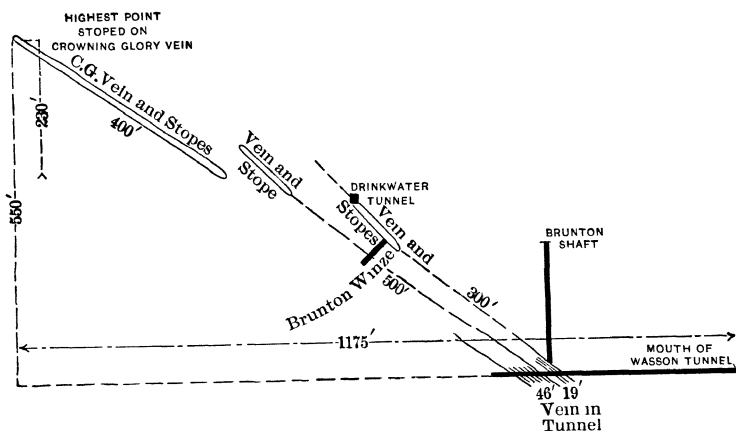 HIGHEST POINT
STOPED ON
CROWNING GLORY VEIN
C.G. Vein and Stopes
400'
230'
550'
Vein and
Stope
DRINKWATER
TUNNEL
Vein and
Stopes
Brunton Winze
500'
300'
BRUNTON
SHAFT
1175'
MOUTH OF
WASSON TUNNEL
46' 19'
Vein in
Tunnel